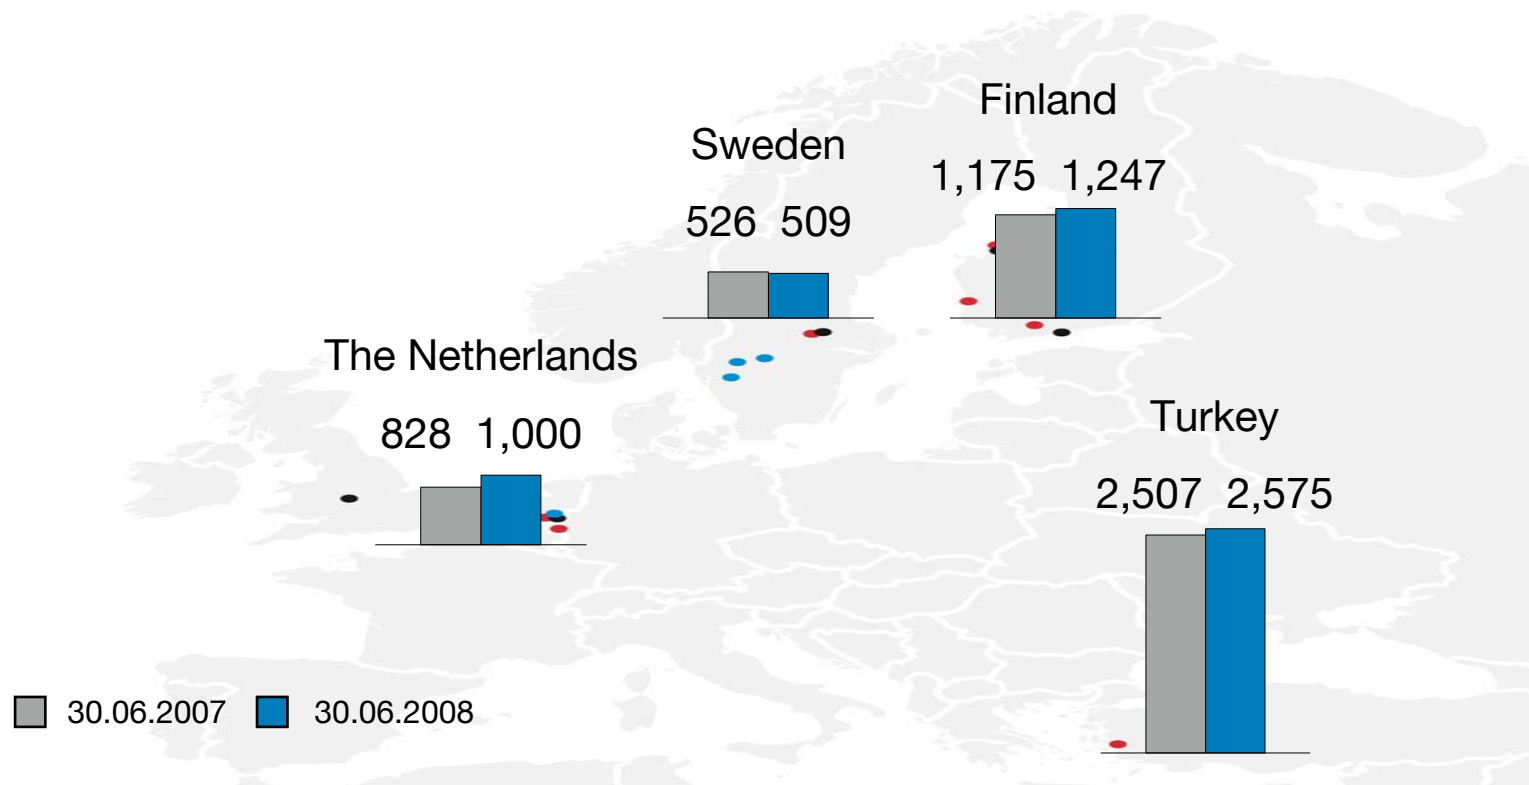 Finland
1,175 1,247
Sweden
526 509
The Netherlands
828 1,000
Turkey
2,507 2,575
30.06.2007 30.06.2008